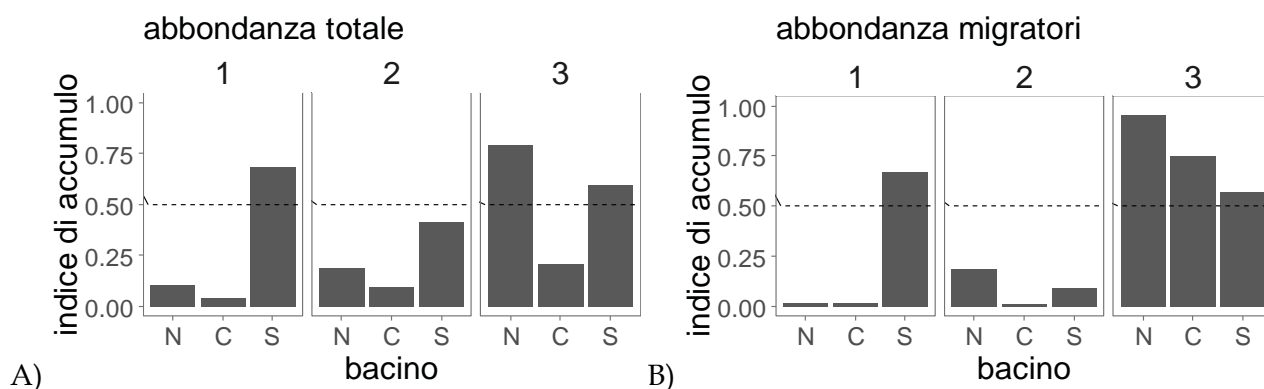 abbondanza totale
1 2 3
indice di accumulo
1.00
0.75
0.50
0.25
0.00
N C S N C S N C S
bacino
A)
abbondanza migratori
1 2 3
indice di accumulo
1.00
0.75
0.50
0.25
0.00
N C S N C S N C S
bacino
B)